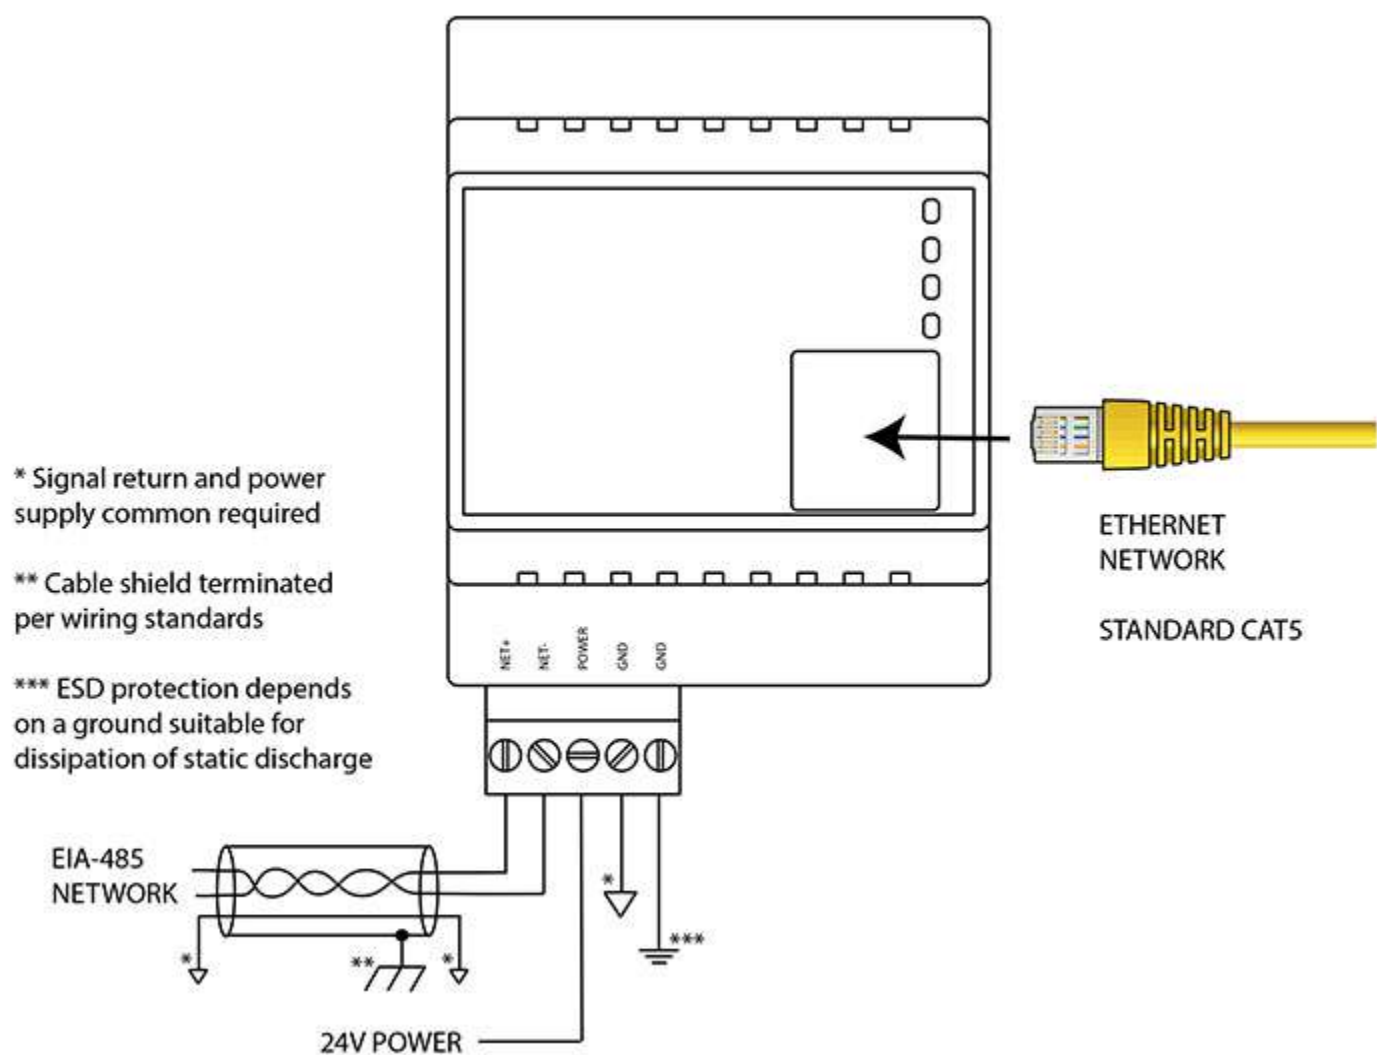 NET+
NET-
POWER
GND
GND
* Signal return and power
supply common required
** Cable shield terminated
per wiring standards
*** ESD protection depends
on a ground suitable for
dissipation of static discharge
ETHERNET
NETWORK
STANDARD CAT5
EIA-485
NETWORK
*
**
*
*
***
24V POWER